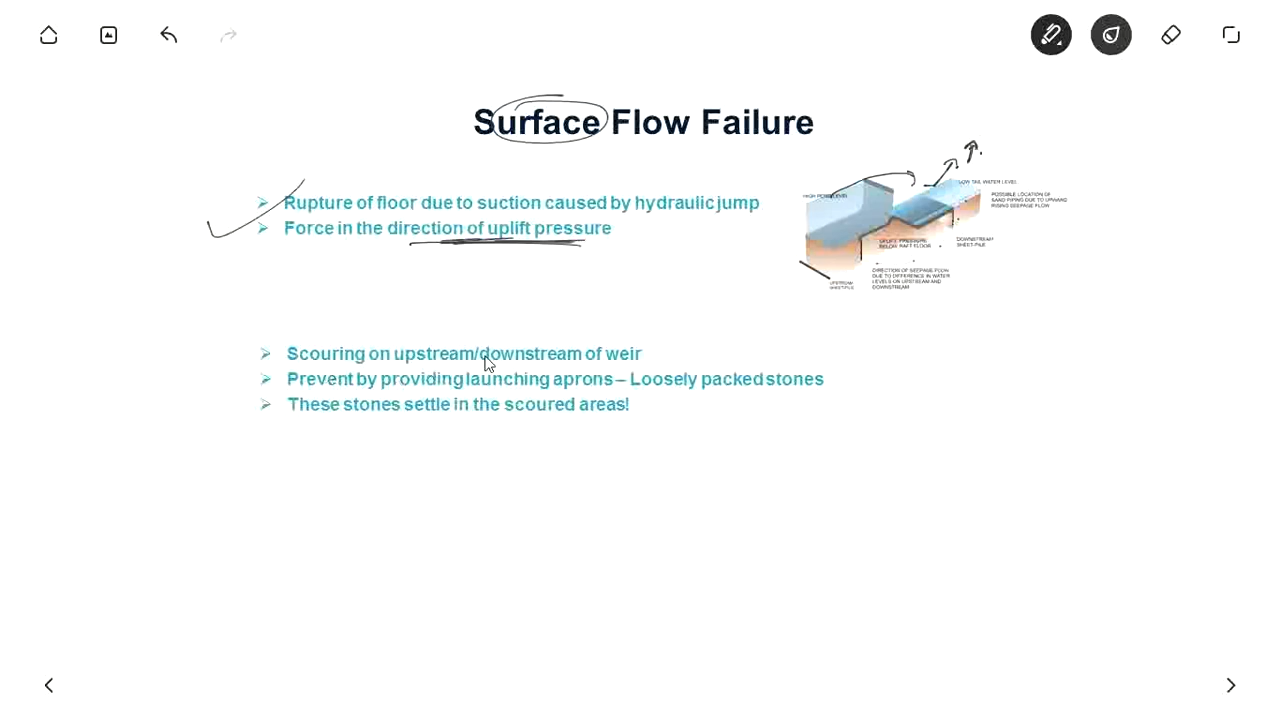 Surface Flow Failure
Rupture of floor due to suction caused by hydraulic jump
Force in the direction of uplift pressure
LOW TAIL WATER LEVEL
POSSIBLE LOCATION OF
SAND PIPING DUE TO UPWARD
RISING SEEPAGE FLOW
UPLIFT PRESSURE
BELOW RAFT FLOOR
DOWNSTREAM
SHEET-PILE
DIRECTION OF SEEPAGE FLOW
DUE TO DIFFERENCE IN WATER
LEVELS ON UPSTREAM AND
DOWNSTREAM
UPSTREAM
SHEET-PILE
Scouring on upstream/downstream of weir
Prevent by providing launching aprons – Loosely packed stones
These stones settle in the scoured areas!